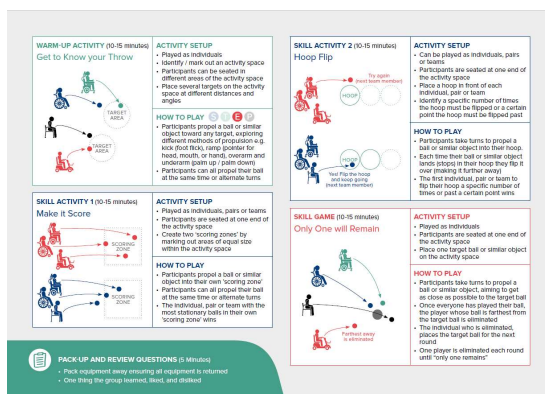 WARM-UP ACTIVITY (10-15 minutes)
Get to Know your Throw
TARGET
AREA
TARGET
AREA
ACTIVITY SETUP
• Played as individuals
• Identify / mark out an activity space
• Participants can be seated in
different areas of the activity space
• Place several targets on the activity
space at different distances and
angles
HOW TO PLAY S T E P
• Participants propel a ball or similar
object toward any target, exploring
different methods of propulsion e.g.
kick (foot flick), ramp (pointer for
head, mouth, or hand), overarm and
underarm (palm up / palm down)
• Participants can all propel their ball
at the same time or alternate turns
SKILL ACTIVITY 1 (10-15 minutes)
Make it Score
SCORING
ZONE
SCORING
ZONE
ACTIVITY SETUP
• Played as individuals, pairs or teams
• Participants are seated at one end of
the activity space
• Create two 'scoring zones' by
marking out areas of equal size
within the activity space
HOW TO PLAY
• Participants propel a ball or similar
object into their own 'scoring zone'
• Participants can all propel their ball
at the same time or alternate turns
• The individual, pair or team with the
most stationary balls in their own
'scoring zone' wins
PACK-UP AND REVIEW QUESTIONS (5 Minutes)
• Pack equipment away ensuring all equipment is returned
• One thing the group learned, liked, and disliked
SKILL ACTIVITY 2 (10-15 minutes)
Hoop Flip
Try again
(next team member)
HOOP
HOOP
Yes! Flip the hoop
and keep going
(next team member)
ACTIVITY SETUP
• Can be played as individuals, pairs
or teams
• Participants are seated at one end of
the activity space
• Place a hoop in front of each
individual, pair or team
• Identify a specific number of times
the hoop must be flipped or a certain
point the hoop must be flipped past
HOW TO PLAY
• Participants take turns to propel a
ball or similar object into their hoop.
• Each time their ball or similar object
lands (stops) in their hoop they flip it
over (making it further away)
• The first individual, pair or team to
flip their hoop a specific number of
times or past a certain point wins
SKILL GAME (10-15 minutes)
Only One will Remain
Farthest away
is eliminated
ACTIVITY SETUP
• Played as individuals
• Participants are seated at one end of
the activity space
• Place one target ball or similar object
on the activity space
HOW TO PLAY
• Participants take turns to propel a
ball or similar object, aiming to get
as close as possible to the target ball
• Once everyone has played their ball,
the player whose ball is farthest from
the target ball is eliminated
• The individual who is eliminated,
places the target ball for the next
round
• One player is eliminated each round
until "only one remains"